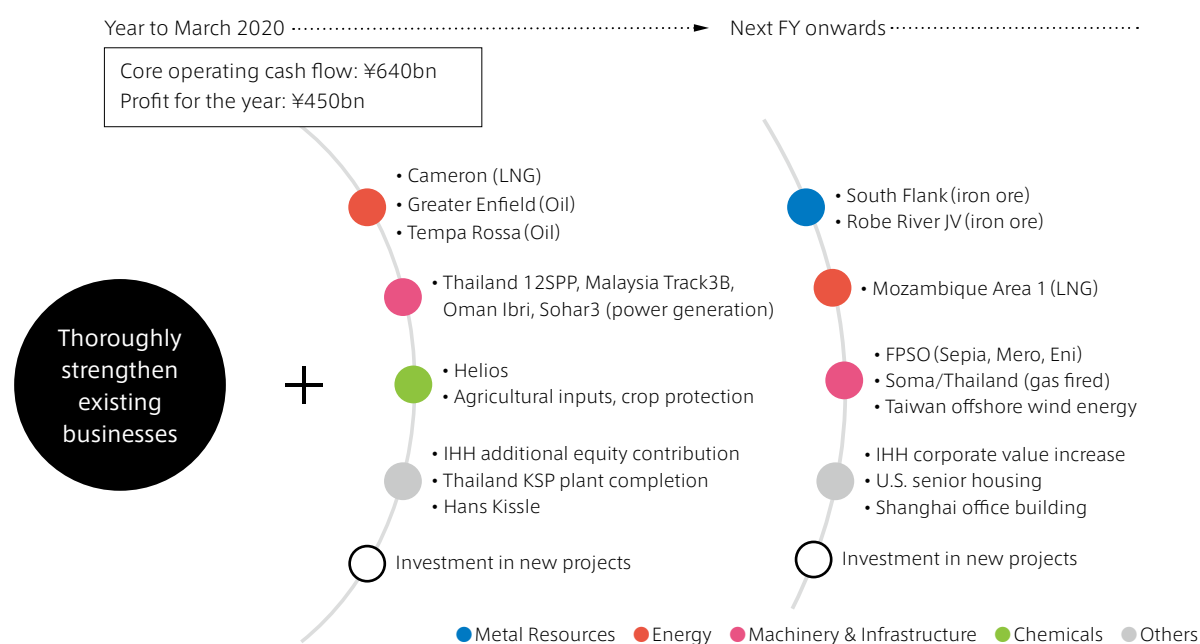 Year to March 2020
Next FY onwards
Core operating cash flow: ¥640bn
Profit for the year: ¥450bn
Thoroughly
strengthen
existing
businesses
+
• Cameron (LNG)
• Greater Enfield (Oil)
• Tempa Rossa (Oil)
• Thailand 12SPP, Malaysia Track3B,
Oman Ibri, Sohar3 (power generation)
• Helios
• Agricultural inputs, crop protection
• IHH additional equity contribution
• Thailand KSP plant completion
• Hans Kissle
Investment in new projects
• South Flank (iron ore)
• Robe River JV (iron ore)
• Mozambique Area 1 (LNG)
• FPSO (Sepia, Mero, Eni)
• Soma/Thailand (gas fired)
• Taiwan offshore wind energy
• IHH corporate value increase
• U.S. senior housing
• Shanghai office building
Investment in new projects
Metal Resources Energy Machinery & Infrastructure Chemicals Others